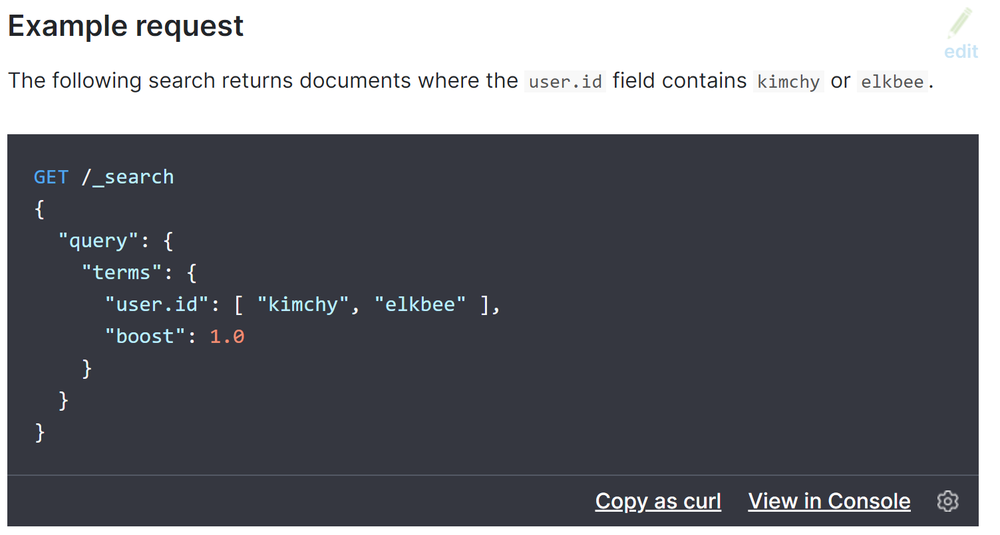 Example request
edit
The following search returns documents where the user.id field contains kimchy or elkbee.
GET /_search
{
  "query": {
    "terms": {
      "user.id": [ "kimchy", "elkbee" ],
      "boost": 1.0
    }
  }
}
Copy as curl View in Console